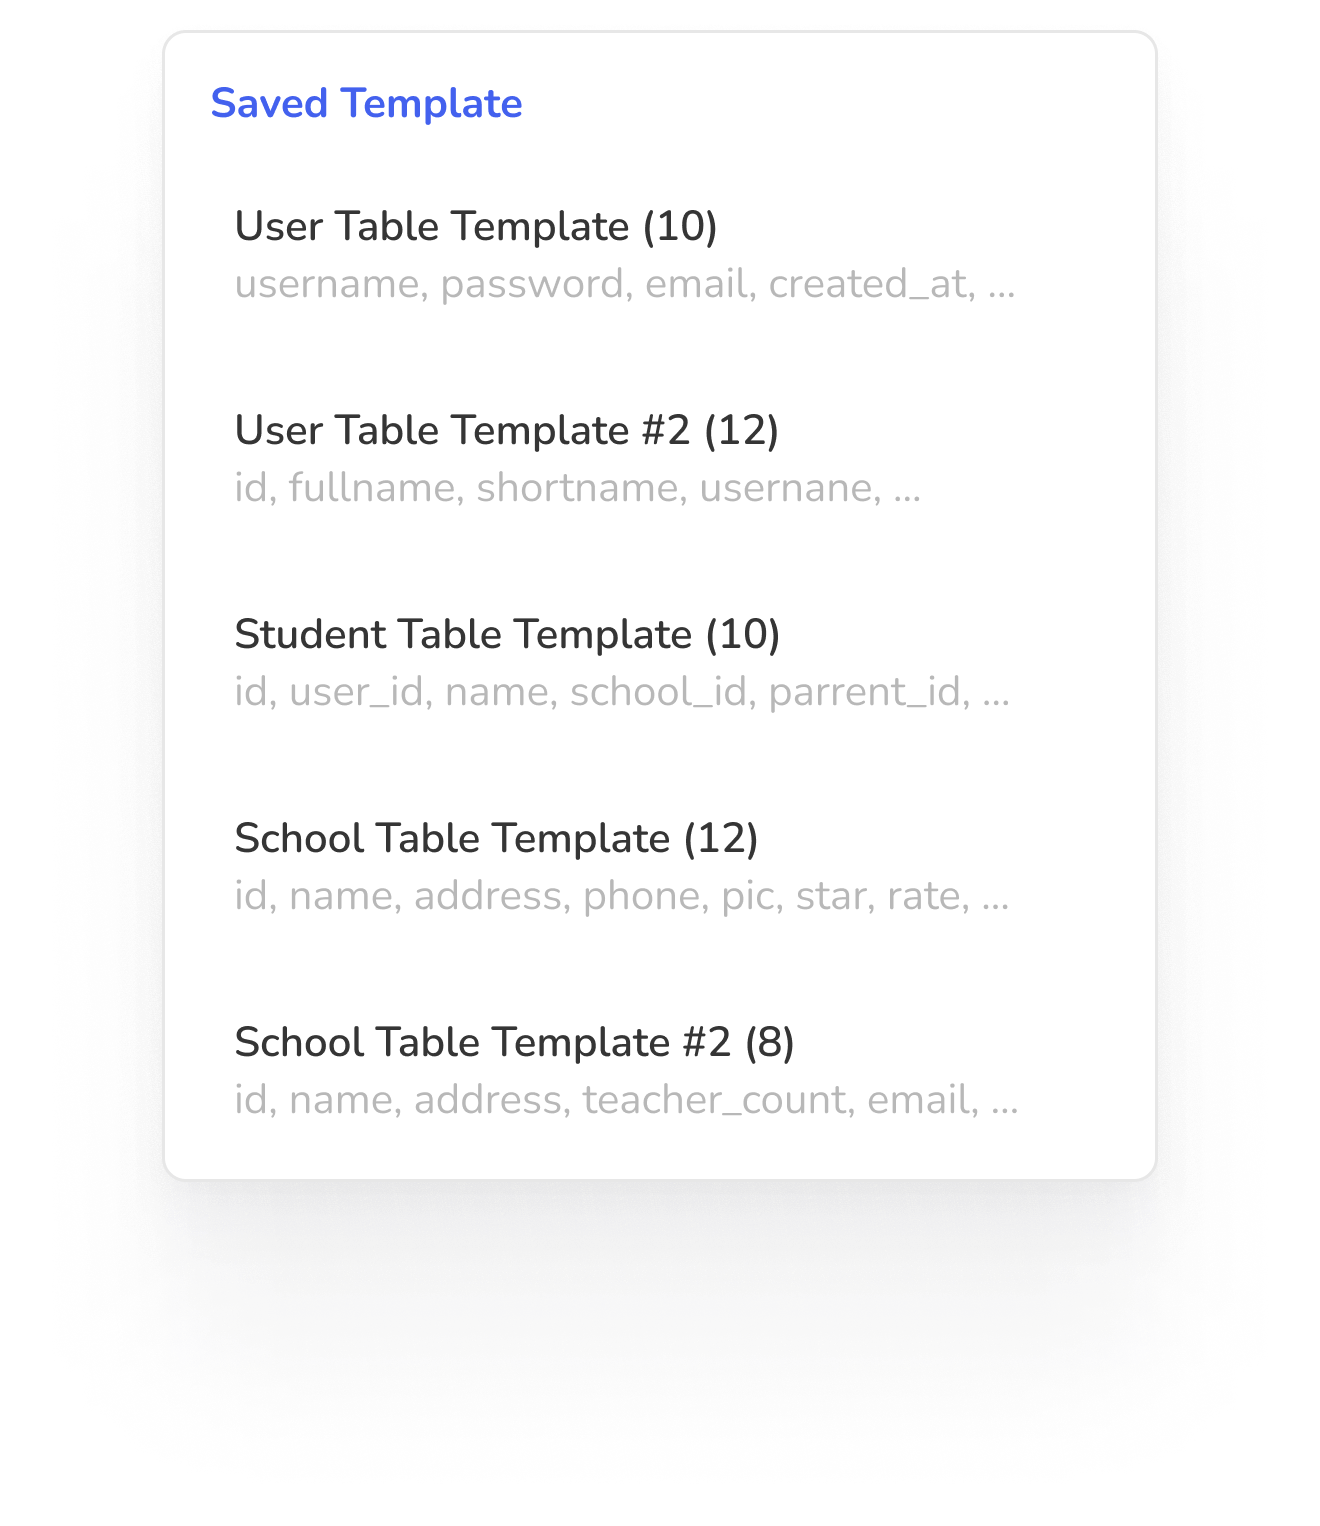 Saved Template
User Table Template (10)
username, password, email, created_at, ...
User Table Template #2 (12)
id, fullname, shortname, usernane, ...
Student Table Template (10)
id, user_id, name, school_id, parrent_id, ...
School Table Template (12)
id, name, address, phone, pic, star, rate, ...
School Table Template #2 (8)
id, name, address, teacher_count, email, ...